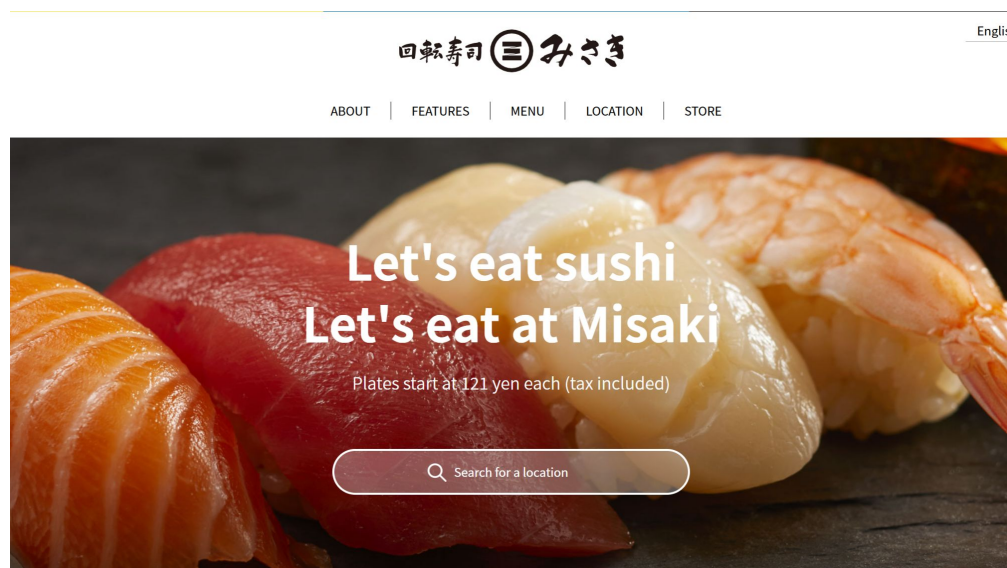 Englis
回転寿司 三 みさき
ABOUT FEATURES MENU LOCATION STORE
Let's eat sushi
Let's eat at Misaki
Plates start at 121 yen each (tax included)
Search for a location